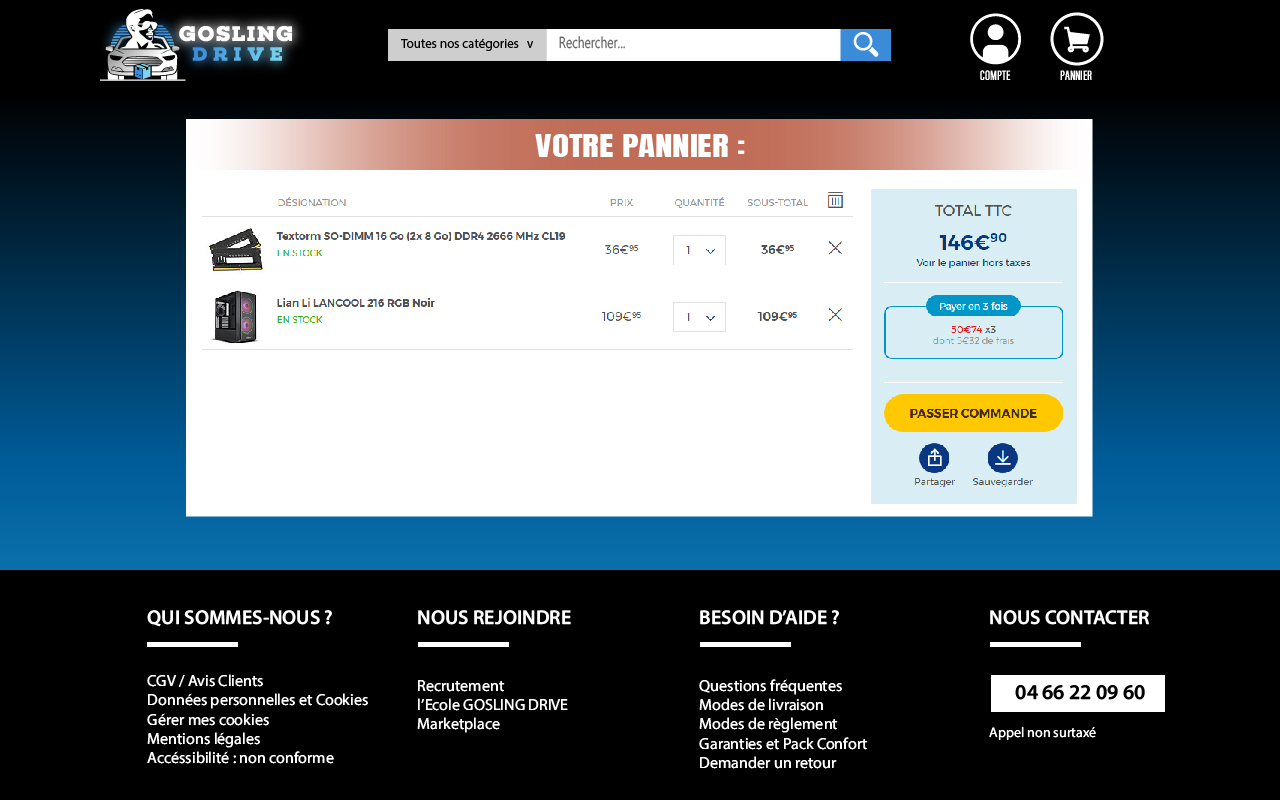 GOSLING
DRIVE
Toutes nos catégories v
Rechercher...
COMPTE
PANNIER
VOTRE PANNIER :
DÉSIGNATION
PRIX
QUANTITÉ
SOUS-TOTAL
Textorm SO-DIMM 16 Go (2x 8 Go) DDR4 2666 MHz CL19
EN STOCK
36€95
1
36€95
Lian Li LANCOOL 216 RGB Noir
EN STOCK
109€95
1
109€95
TOTAL TTC
146€90
Voir le panier hors taxes
Payer en 3 fois
50€74 x3
dont 5€32 de frais
PASSER COMMANDE
Partager
Sauvegarder
QUI SOMMES-NOUS ?
CGV / Avis Clients
Données personnelles et Cookies
Gérer mes cookies
Mentions légales
Accéssibilité : non conforme
NOUS REJOINDRE
Recrutement
l'Ecole GOSLING DRIVE
Marketplace
BESOIN D'AIDE ?
Questions fréquentes
Modes de livraison
Modes de règlement
Garanties et Pack Confort
Demander un retour
NOUS CONTACTER
04 66 22 09 60
Appel non surtaxé